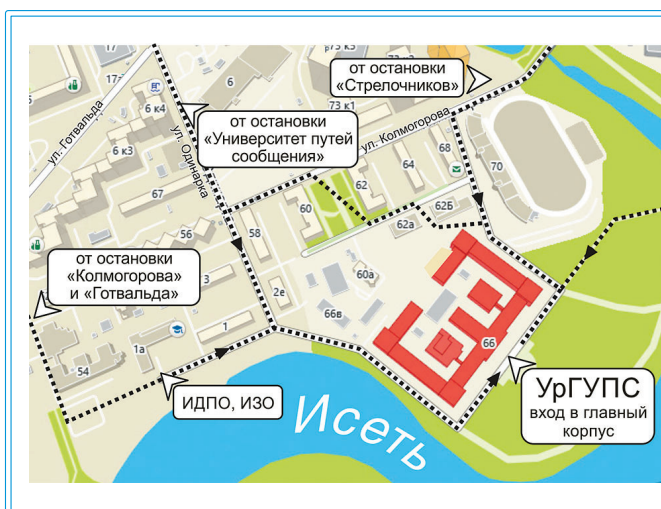 от остановки
«Стрелочников»
от остановки
«Университет путей
сообщения»
от остановки
«Колмогорова»
и «Готвальда»
ИДПО, ИЗО
УрГУПС
вход в главный
корпус
Исеть
ул. Готвальда
ул. Одинарка
ул. Колмогорова
73 к3
73 к1
6 к4
6 к3
6
67
56
3
1
1а
54
58
2е
60
62
64
68
70
62а
62Б
60а
66в
66